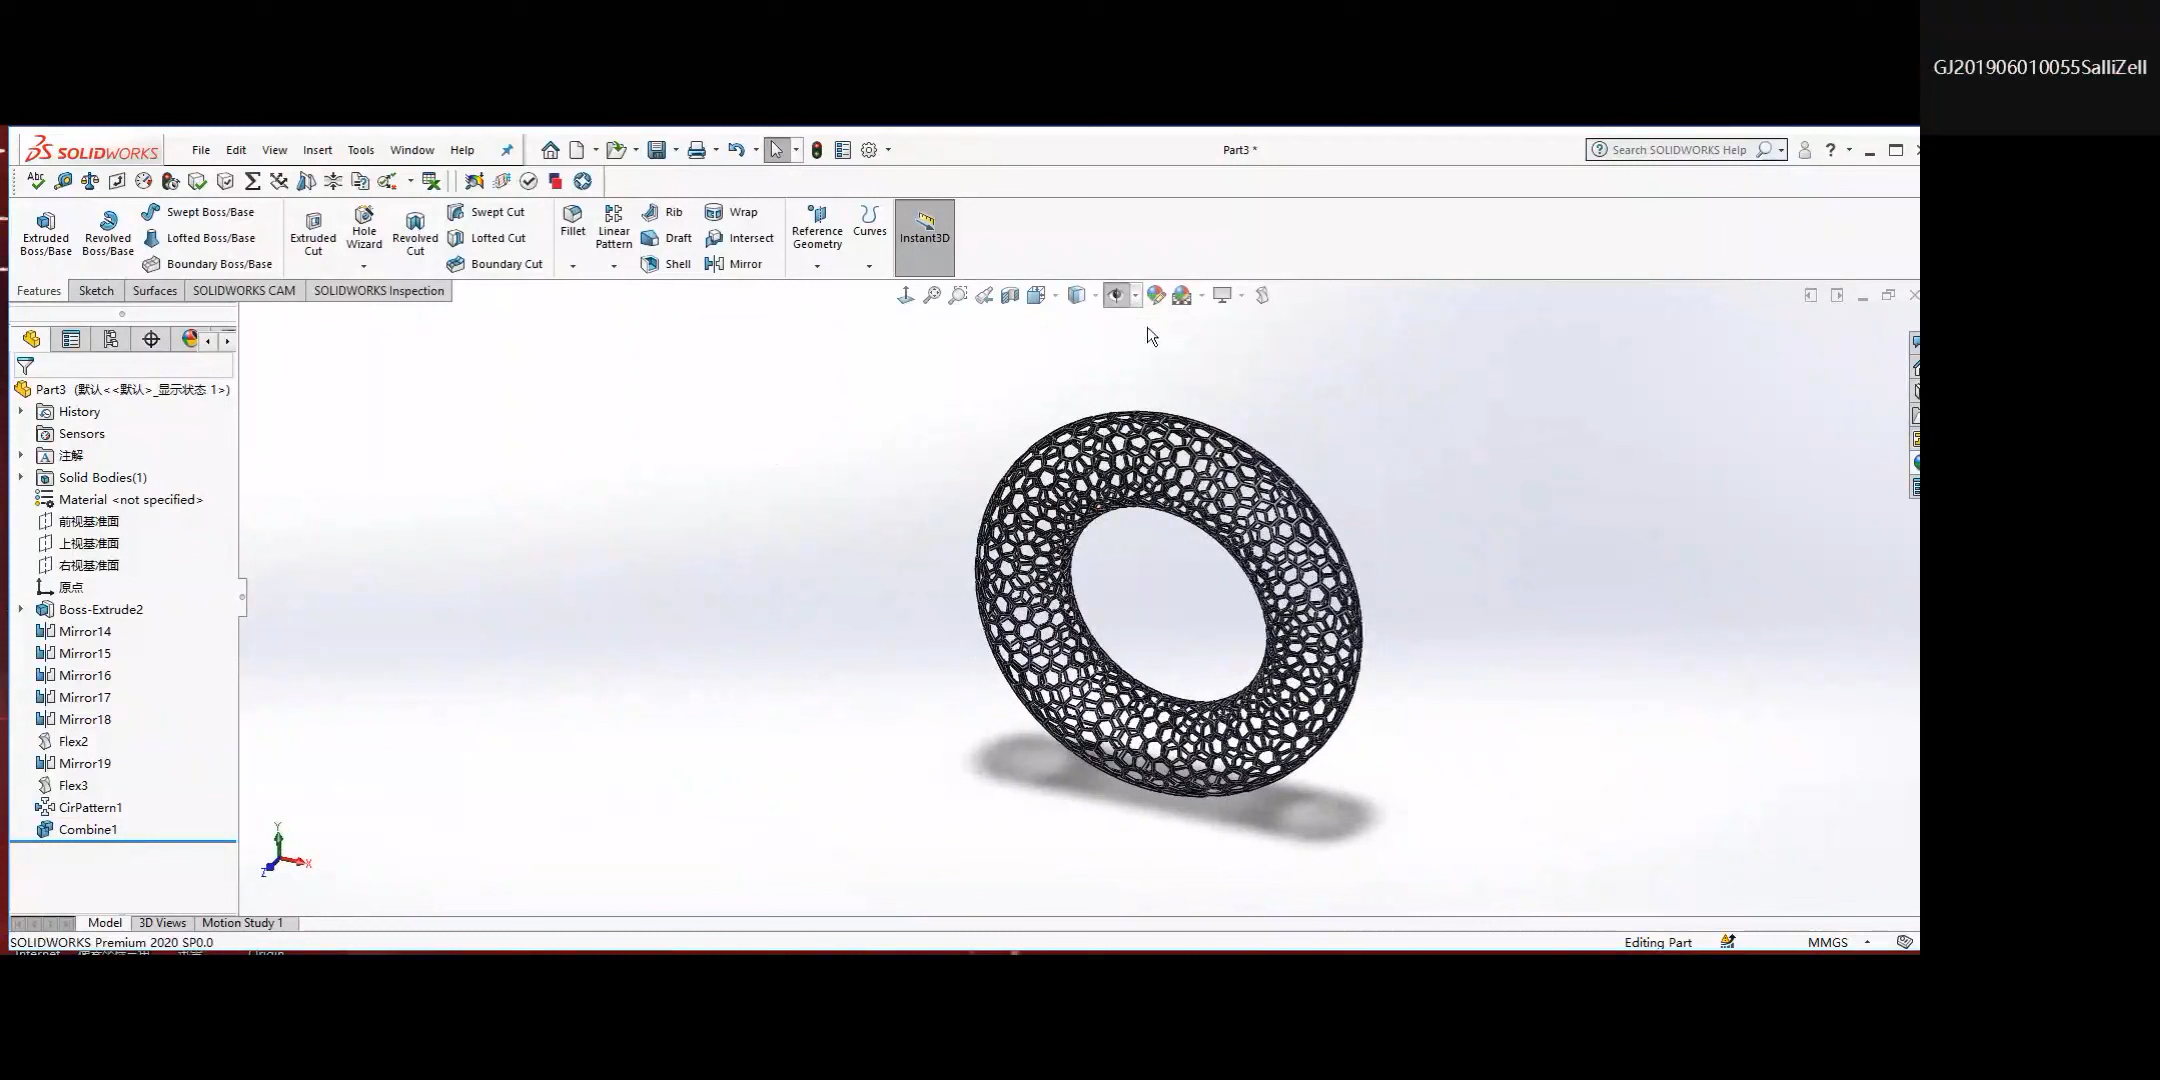 GJ201906010055SalliZell
SOLIDWORKS File Edit View Insert Tools Window Help Part3 * Search SOLIDWORKS Help
Extruded Boss/Base
Revolved Boss/Base
Swept Boss/Base
Lofted Boss/Base
Boundary Boss/Base
Extruded Cut
Hole Wizard
Revolved Cut
Swept Cut
Lofted Cut
Boundary Cut
Fillet
Linear Pattern
Rib
Draft
Shell
Wrap
Intersect
Mirror
Reference Geometry
Curves
Instant3D
Features Sketch Surfaces SOLIDWORKS CAM SOLIDWORKS Inspection
Part3 (默认<<默认>_显示状态 1>)
History
Sensors
注解
Solid Bodies(1)
Material <not specified>
前视基准面
上视基准面
右视基准面
原点
Boss-Extrude2
Mirror14
Mirror15
Mirror16
Mirror17
Mirror18
Flex2
Mirror19
Flex3
CirPattern1
Combine1
Y
X
Z
Model 3D Views Motion Study 1
SOLIDWORKS Premium 2020 SP0.0 Editing Part MMGS